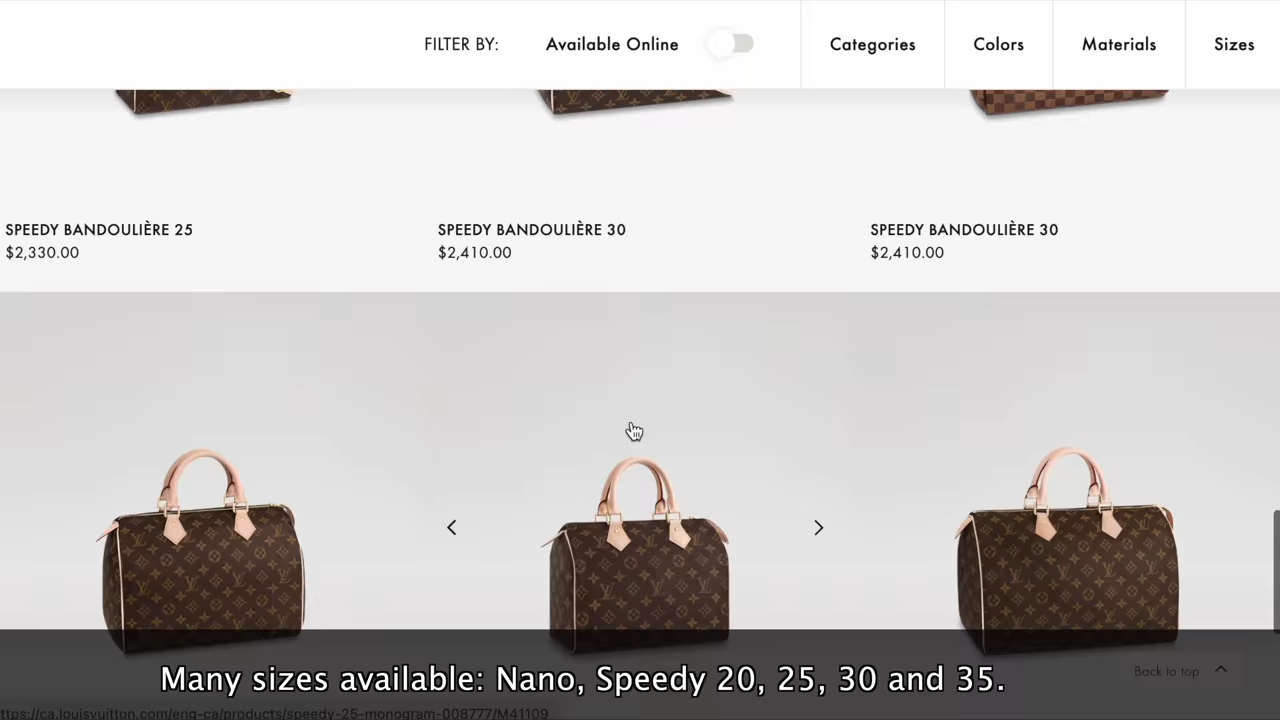 FILTER BY:
Available Online
Categories
Colors
Materials
Sizes
SPEEDY BANDOULIÈRE 25
$2,330.00
SPEEDY BANDOULIÈRE 30
$2,410.00
SPEEDY BANDOULIÈRE 30
$2,410.00
Back to top
Many sizes available: Nano, Speedy 20, 25, 30 and 35.
ttps://ca.louisvuitton.com/eng-ca/products/speedy-25-monogram-008777/M41109